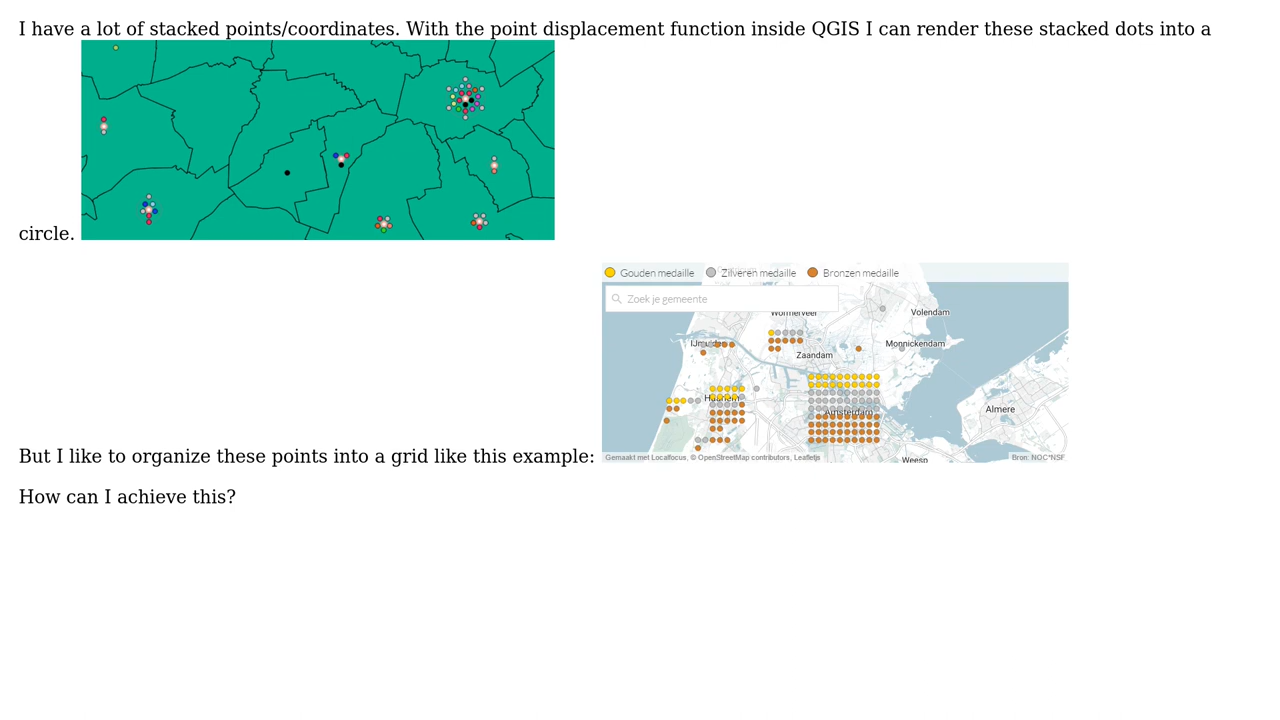 I have a lot of stacked points/coordinates. With the point displacement function inside QGIS I can render these stacked dots into a
circle.
Gouden medaille Zilveren medaille Bronzen medaille
Zoek je gemeente
Wormerveer Volendam
IJmuiden Monnickendam
Zaandam
Haarlem
Amsterdam Almere
But I like to organize these points into a grid like this example:
Gemaakt met Localfocus, © OpenStreetMap contributors, Leafletjs Weesp Bron: NOC*NSF
How can I achieve this?